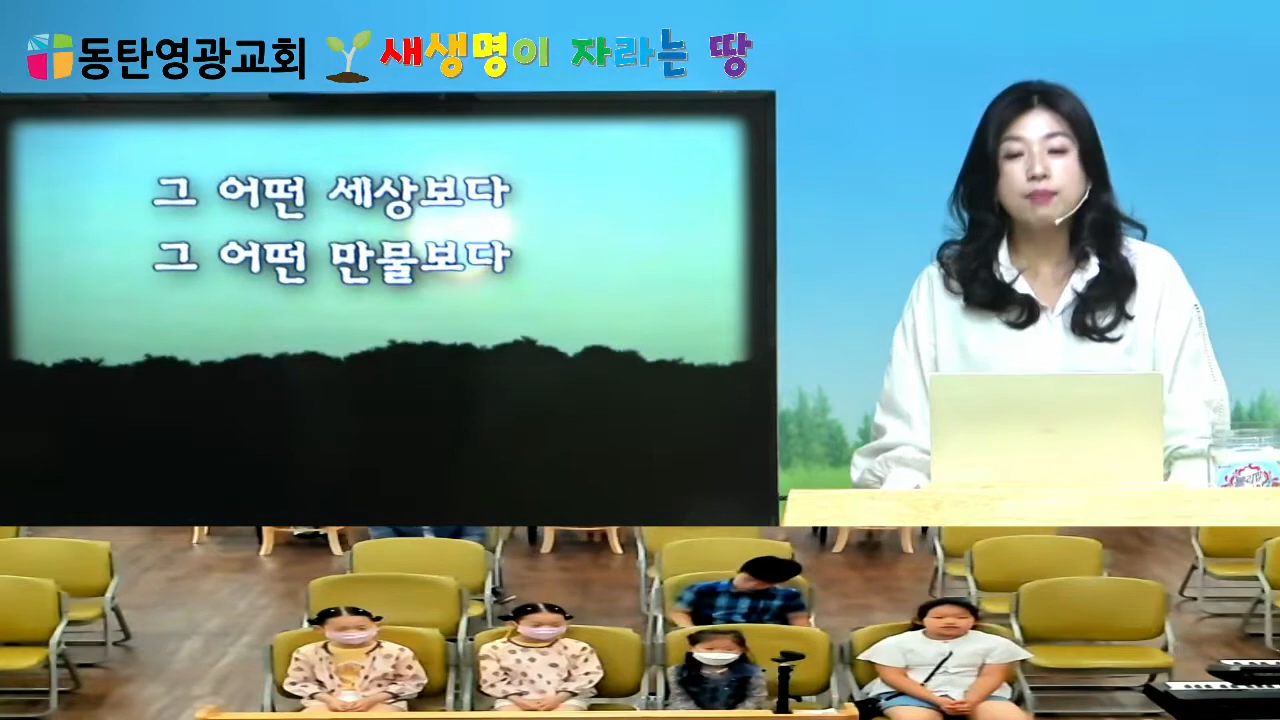 동탄영광교회 새생명이 자라는 땅
그 어떤 세상보다
그 어떤 만물보다